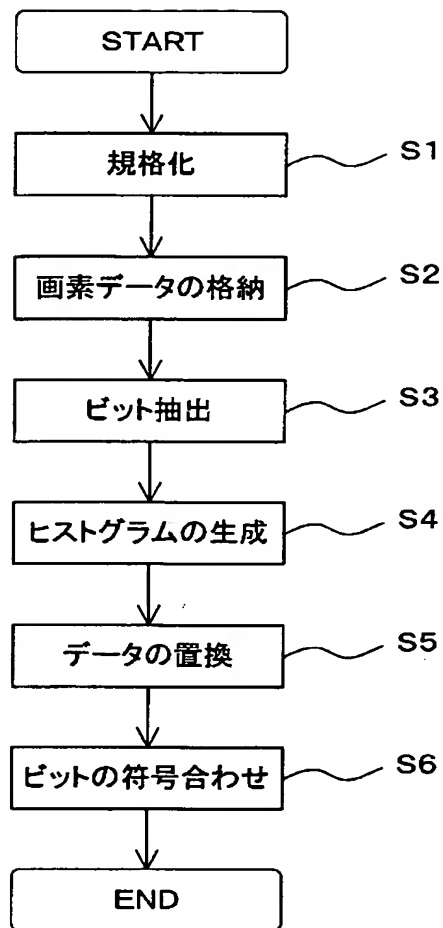 START
規格化 S1
画素データの格納 S2
ビット抽出 S3
ヒストグラムの生成 S4
データの置換 S5
ビットの符号合わせ S6
END